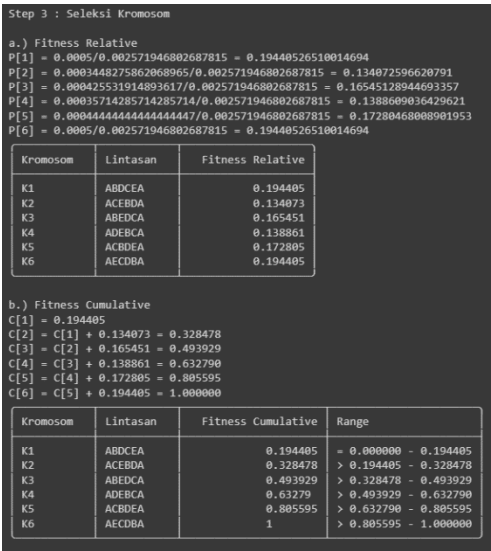 Step 3 : Seleksi Kromosom
a.) Fitness Relative
P[1] = 0.0005/0.002571946802687815 = 0.19440526510014694
P[2] = 0.0003448275862068965/0.002571946802687815 = 0.134072596620791
P[3] = 0.000425531914893617/0.002571946802687815 = 0.16545128944693357
P[4] = 0.00035714285714285714/0.002571946802687815 = 0.1388609036429621
P[5] = 0.00044444444444444447/0.002571946802687815 = 0.17280468008901953
P[6] = 0.0005/0.002571946802687815 = 0.19440526510014694
Kromosom Lintasan Fitness Relative
K1 ABDCEA 0.194405
K2 ACEBDA 0.134073
K3 ABEDCA 0.165451
K4 ADEBCA 0.138861
K5 ACBDEA 0.172805
K6 AECDBA 0.194405
b.) Fitness Cumulative
C[1] = 0.194405
C[2] = C[1] + 0.134073 = 0.328478
C[3] = C[2] + 0.165451 = 0.493929
C[4] = C[3] + 0.138861 = 0.632790
C[5] = C[4] + 0.172805 = 0.805595
C[6] = C[5] + 0.194405 = 1.000000
Kromosom Lintasan Fitness Cumulative Range
K1 ABDCEA 0.194405 = 0.000000 - 0.194405
K2 ACEBDA 0.328478 > 0.194405 - 0.328478
K3 ABEDCA 0.493929 > 0.328478 - 0.493929
K4 ADEBCA 0.63279 > 0.493929 - 0.632790
K5 ACBDEA 0.805595 > 0.632790 - 0.805595
K6 AECDBA 1 > 0.805595 - 1.000000